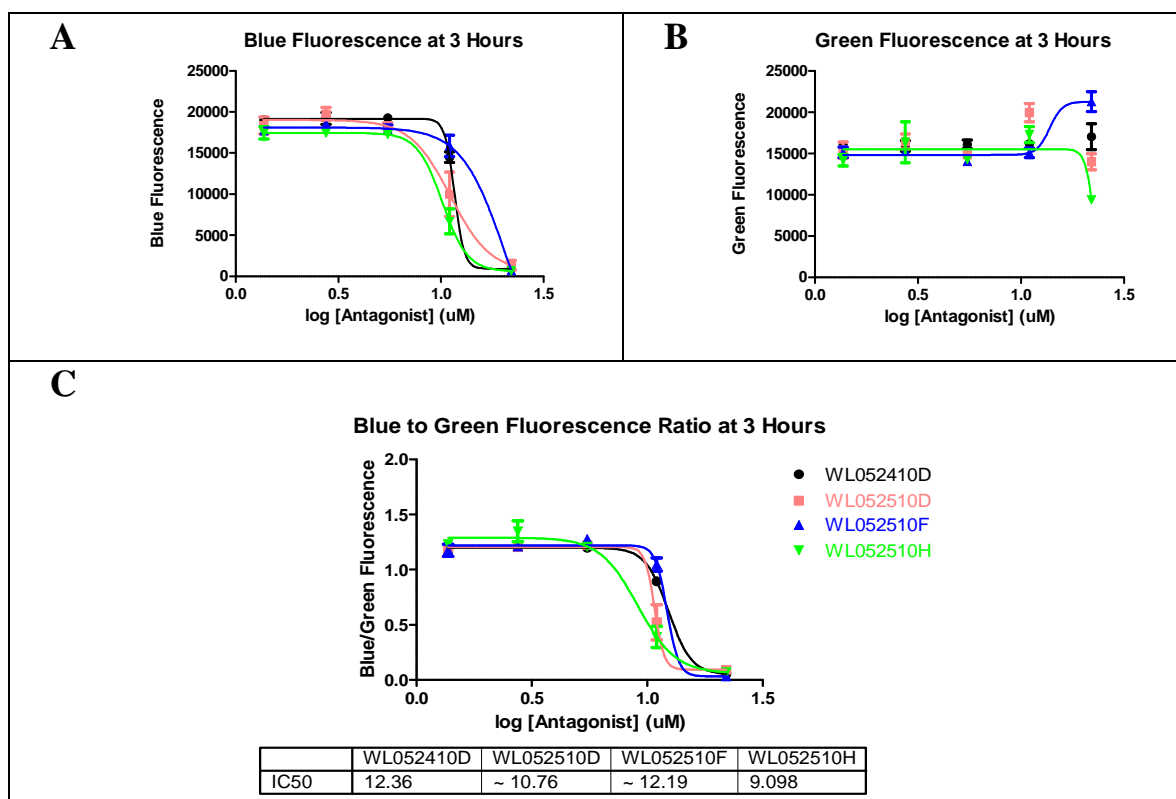 A
Blue Fluorescence at 3 Hours
25000
20000
15000
10000
5000
0
Blue Fluorescence
0.0 0.5 1.0 1.5
log [Antagonist] (uM)
B
Green Fluorescence at 3 Hours
25000
20000
15000
10000
5000
0
Green Fluorescence
0.0 0.5 1.0 1.5
log [Antagonist] (uM)
C
Blue to Green Fluorescence Ratio at 3 Hours
2.0
1.5
1.0
0.5
0.0
Blue/Green Fluorescence
0.0 0.5 1.0 1.5
log [Antagonist] (uM)
WL052410D
WL052510D
WL052510F
WL052510H
WL052410D WL052510D WL052510F WL052510H
IC50 12.36 ~ 10.76 ~ 12.19 9.098